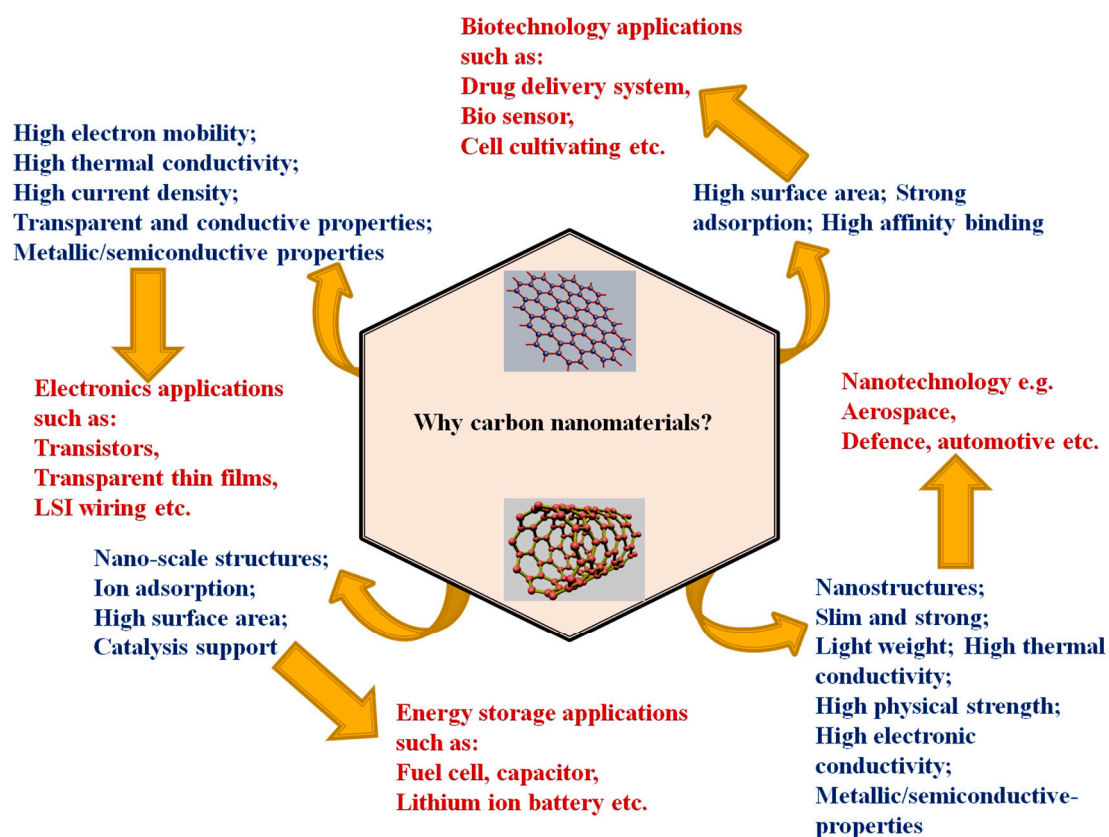 Biotechnology applications
such as:
Drug delivery system,
Bio sensor,
Cell cultivating etc.
High electron mobility;
High thermal conductivity;
High current density;
Transparent and conductive properties;
Metallic/semiconductive properties
High surface area; Strong
adsorption; High affinity binding
Electronics applications
such as:
Transistors,
Transparent thin films,
LSI wiring etc.
Why carbon nanomaterials?
Nanotechnology e.g.
Aerospace,
Defence, automotive etc.
Nano-scale structures;
Ion adsorption;
High surface area;
Catalysis support
Nanostructures;
Slim and strong;
Light weight; High thermal
conductivity;
High physical strength;
High electronic
conductivity;
Metallic/semiconductive-
properties
Energy storage applications
such as:
Fuel cell, capacitor,
Lithium ion battery etc.